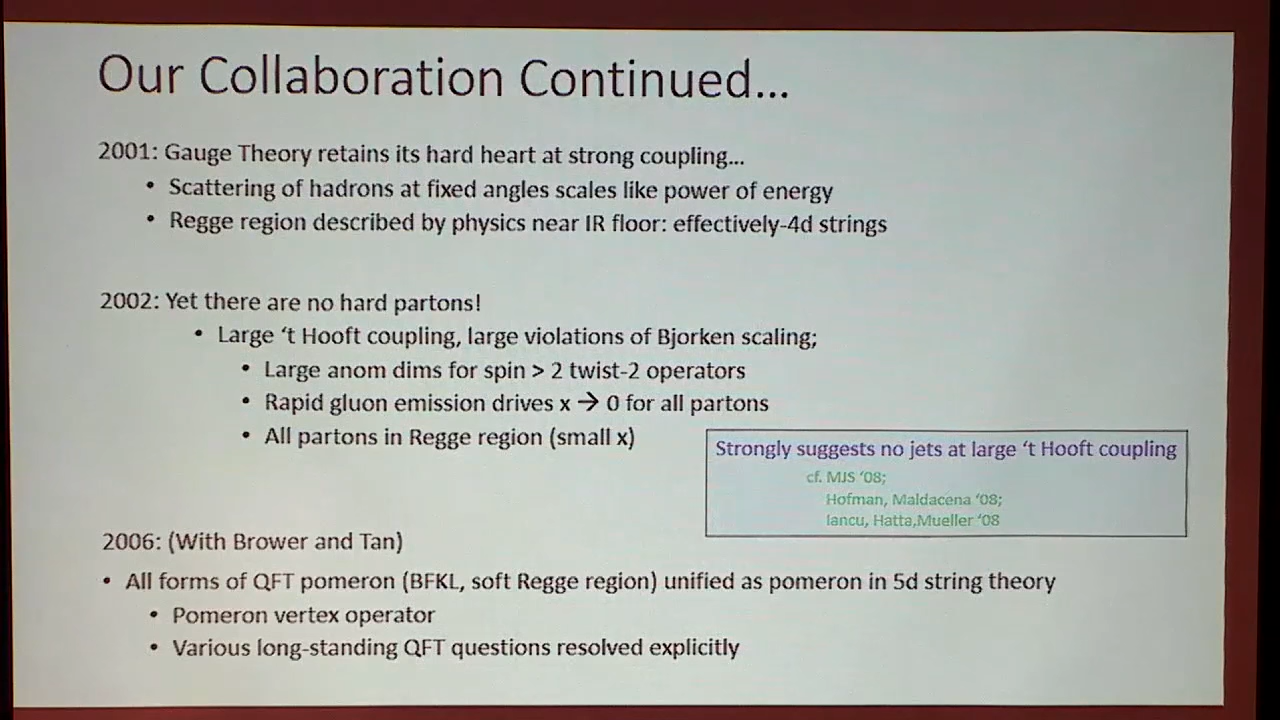 Our Collaboration Continued...
2001: Gauge Theory retains its hard heart at strong coupling...
• Scattering of hadrons at fixed angles scales like power of energy
• Regge region described by physics near IR floor: effectively-4d strings
2002: Yet there are no hard partons!
• Large ‘t Hooft coupling, large violations of Bjorken scaling;
• Large anom dims for spin > 2 twist-2 operators
• Rapid gluon emission drives x → 0 for all partons
• All partons in Regge region (small x)
Strongly suggests no jets at large ‘t Hooft coupling
cf. MJS ‘08;
Hofman, Maldacena ‘08;
Iancu, Hatta,Mueller ‘08
2006: (With Brower and Tan)
• All forms of QFT pomeron (BFKL, soft Regge region) unified as pomeron in 5d string theory
• Pomeron vertex operator
• Various long-standing QFT questions resolved explicitly